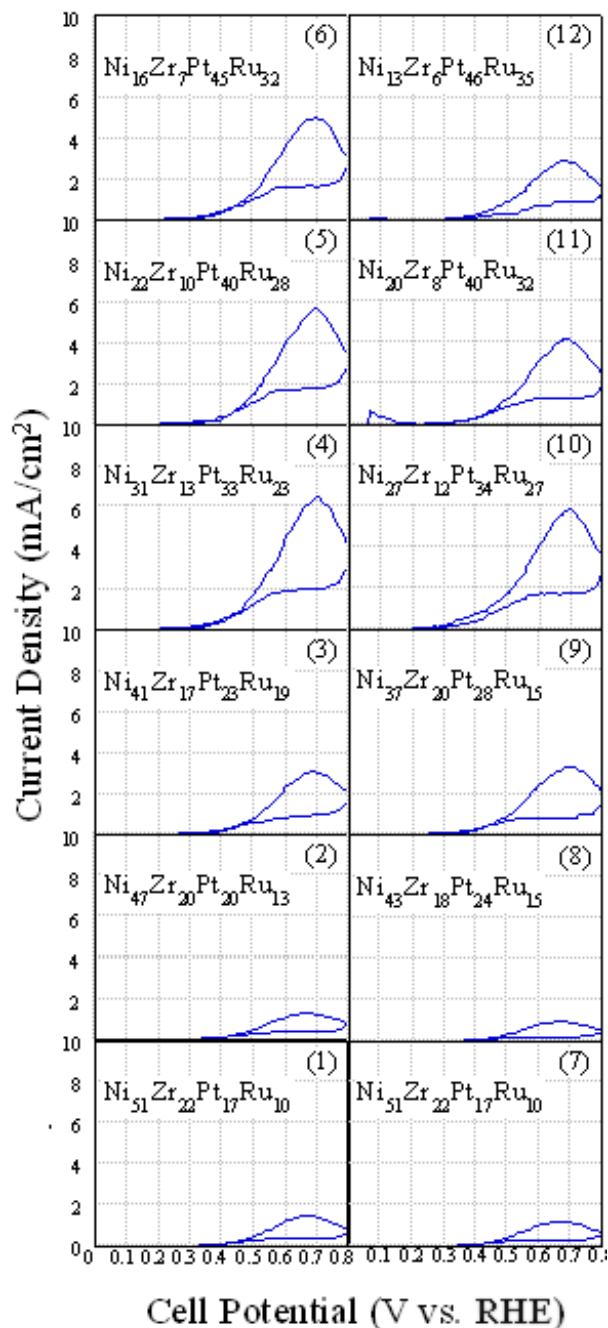 10 (6) (12)
8 Ni16Zr7Pt45Ru32 Ni13Zr6Pt46Ru35
6
4
2
10 (5) (11)
8 Ni22Zr10Pt40Ru28 Ni20Zr8Pt40Ru32
6
4
2
10 (4) (10)
8 Ni31Zr13Pt33Ru23 Ni27Zr12Pt34Ru27
6
4
2
10 (3) (9)
8 Ni41Zr17Pt23Ru19 Ni37Zr20Pt28Ru15
6
4
2
10 (2) (8)
8 Ni47Zr20Pt20Ru13 Ni43Zr18Pt24Ru15
6
4
2
10 (1) (7)
8 Ni51Zr22Pt17Ru10 Ni51Zr22Pt17Ru10
6
4
2
0
0 0.1 0.2 0.3 0.4 0.5 0.6 0.7 0.8 0.1 0.2 0.3 0.4 0.5 0.6 0.7 0.8
Current Density (mA/cm2)
Cell Potential (V vs. RHE)